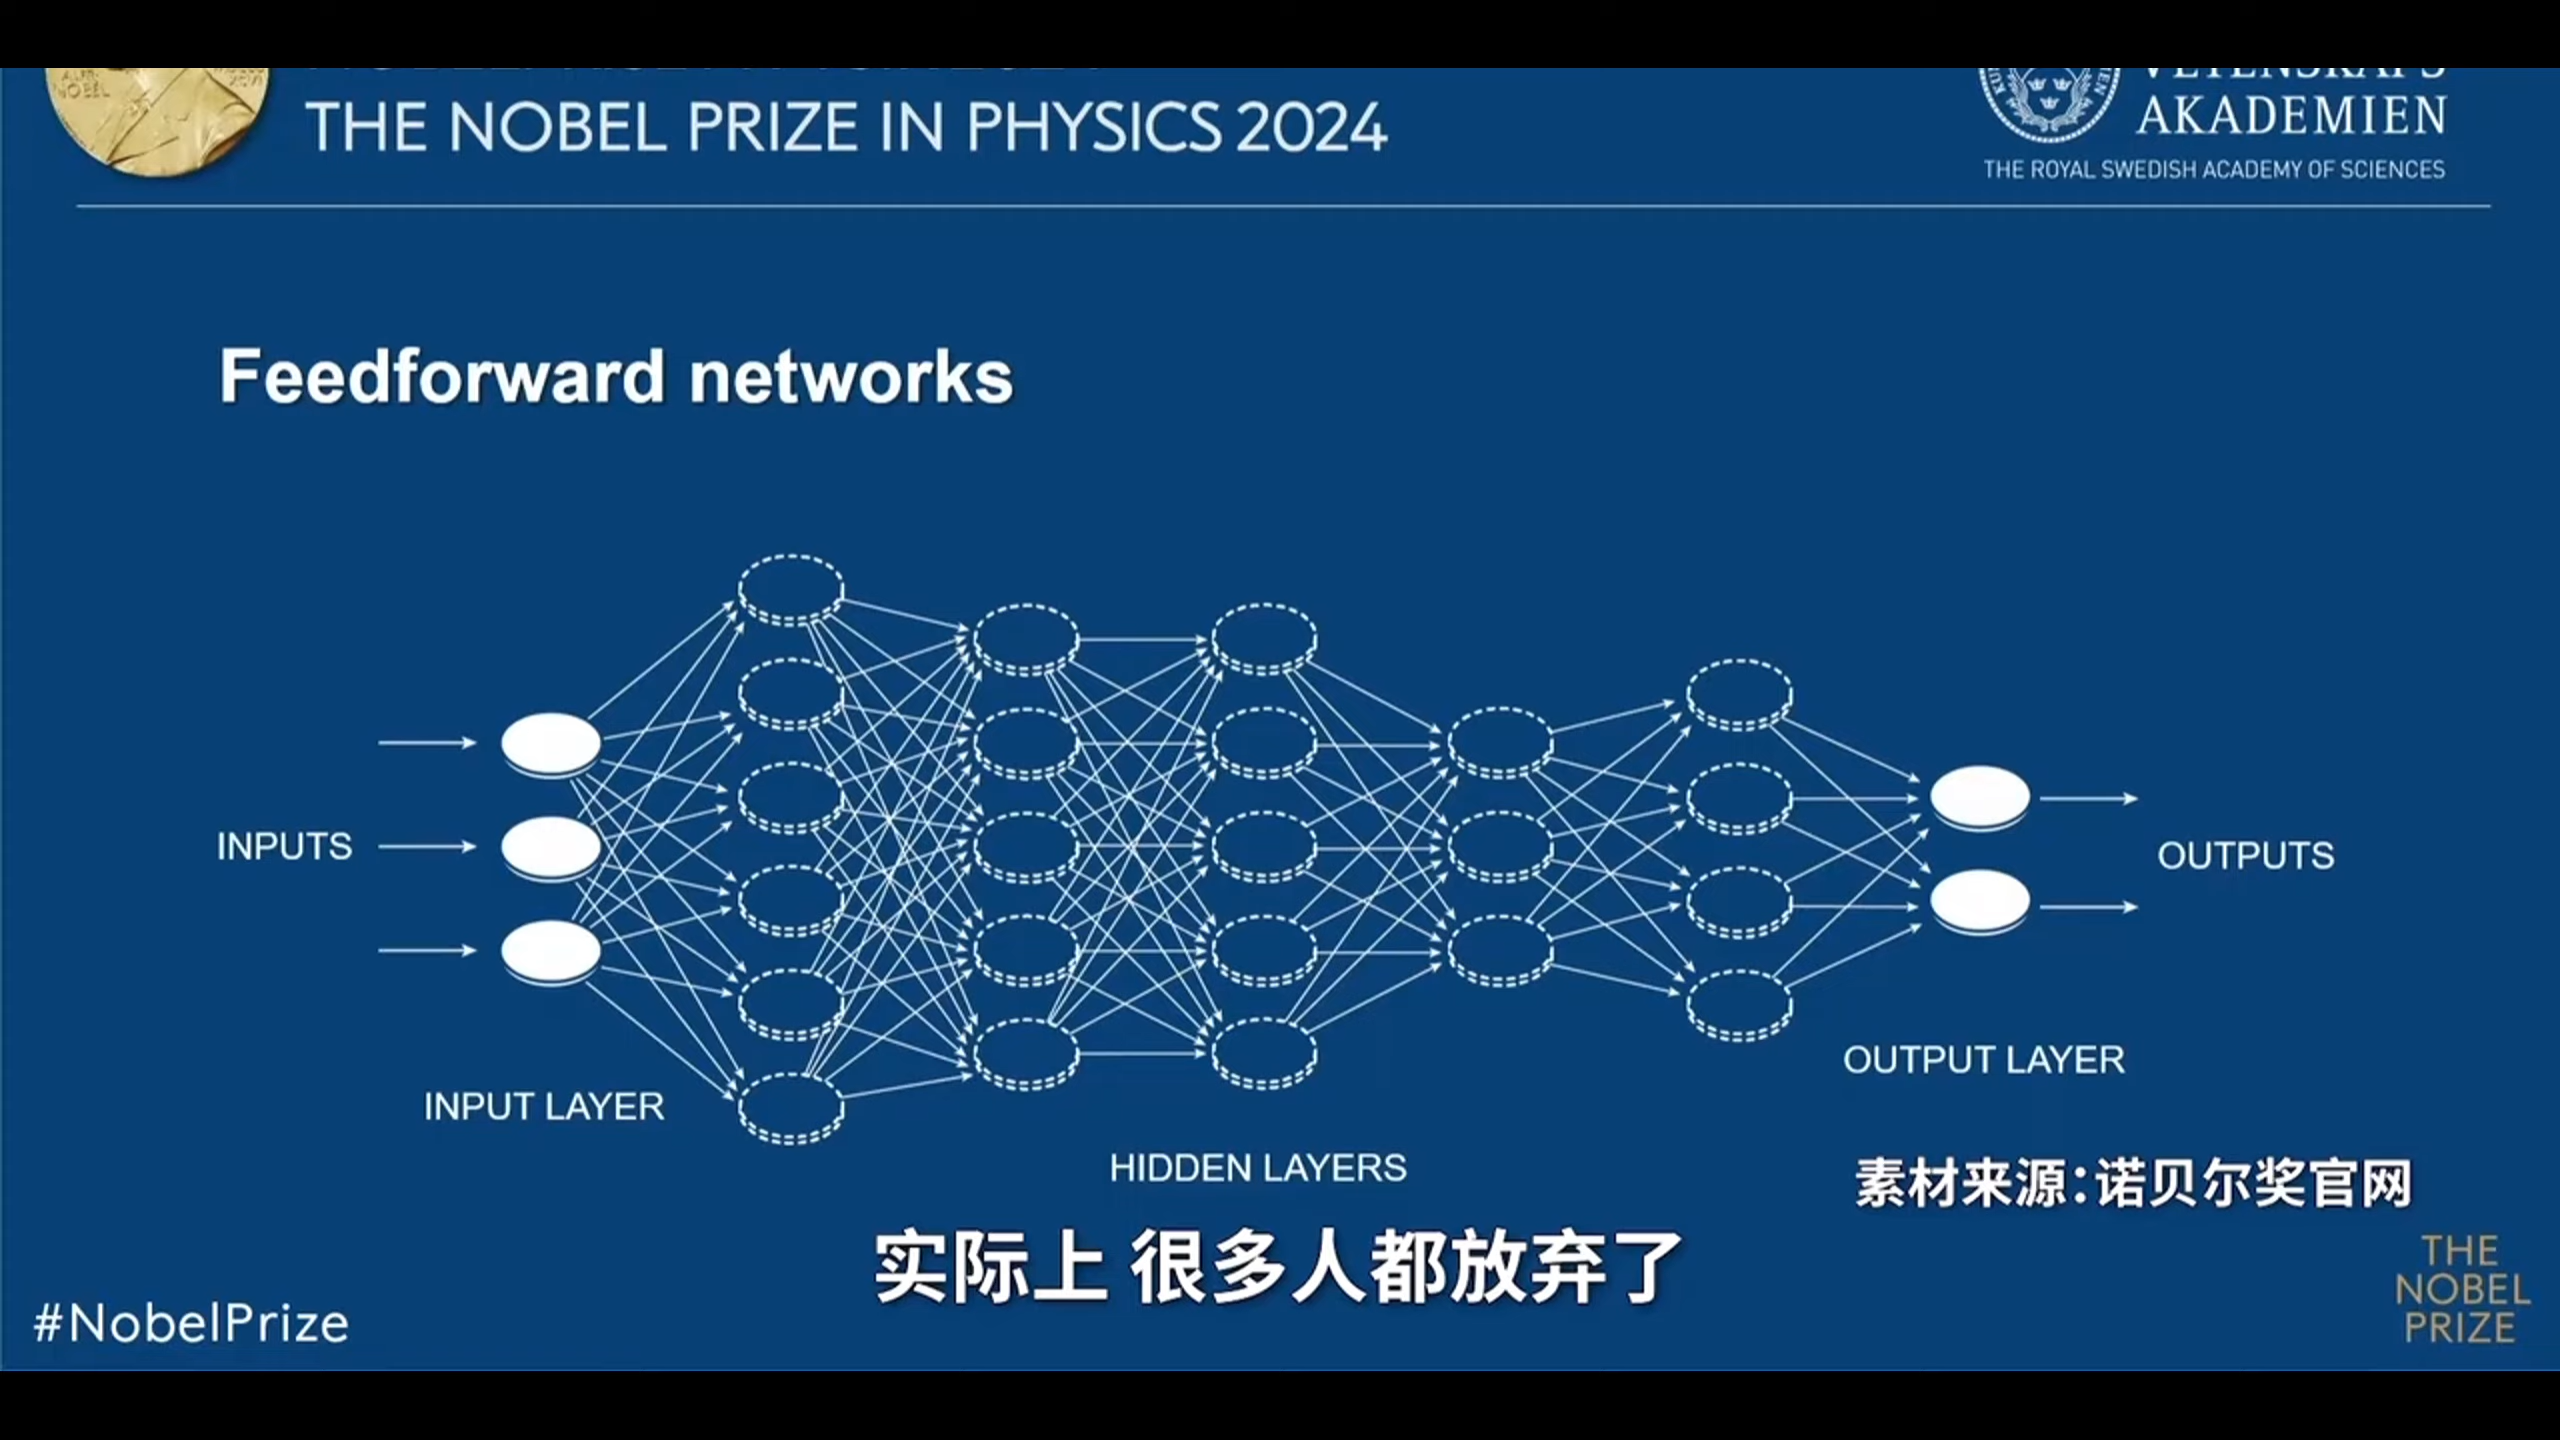 THE NOBEL PRIZE IN PHYSICS 2024
AKADEMIEN
THE ROYAL SWEDISH ACADEMY OF SCIENCES
Feedforward networks
INPUTS
OUTPUTS
INPUT LAYER
OUTPUT LAYER
HIDDEN LAYERS
素材来源:诺贝尔奖官网
实际上 很多人都放弃了
#NobelPrize
THE
NOBEL
PRIZE